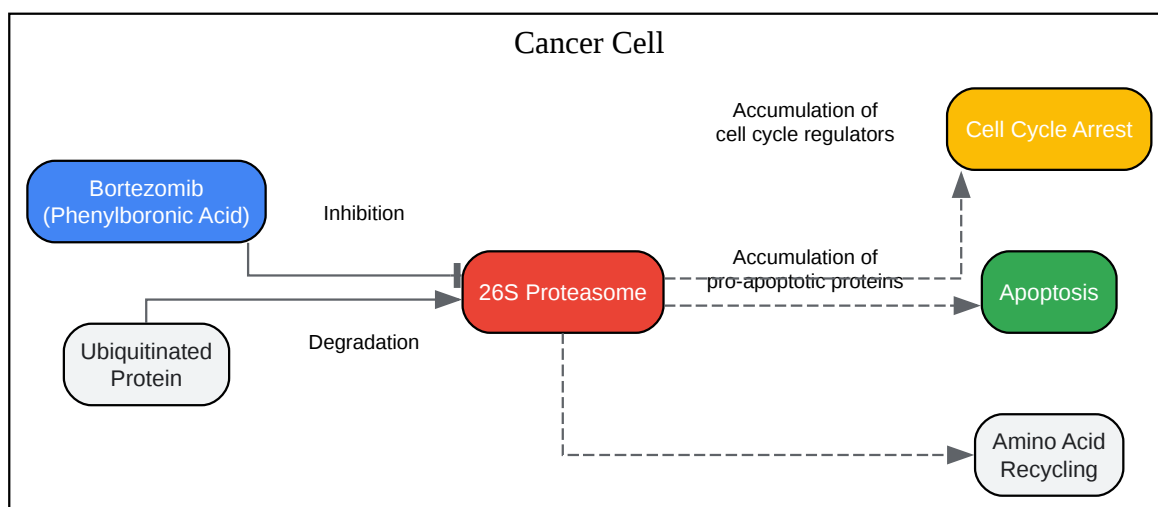 Cancer Cell
Accumulation of
cell cycle regulators
Cell Cycle Arrest
Bortezomib
(Phenylboronic Acid)
Inhibition
26S Proteasome
Accumulation of
pro-apoptotic proteins
Apoptosis
Ubiquitinated
Protein
Degradation
Amino Acid
Recycling